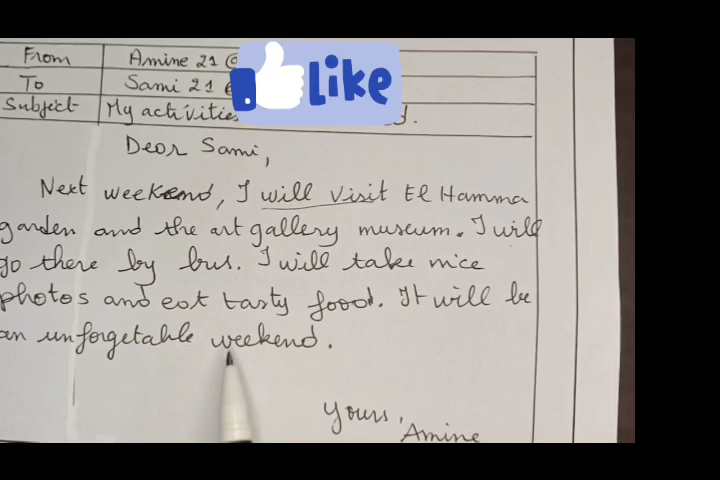 From Amine 21 @
Like
To Sami 21
Subject My activities
Dear Sami,
Next weekend, I will visit El Hamma
garden and the art gallery museum. I will
go there by bus. I will take nice
photos and eat tasty food. It will be
an unforgetable weekend.
Yours,
Amine